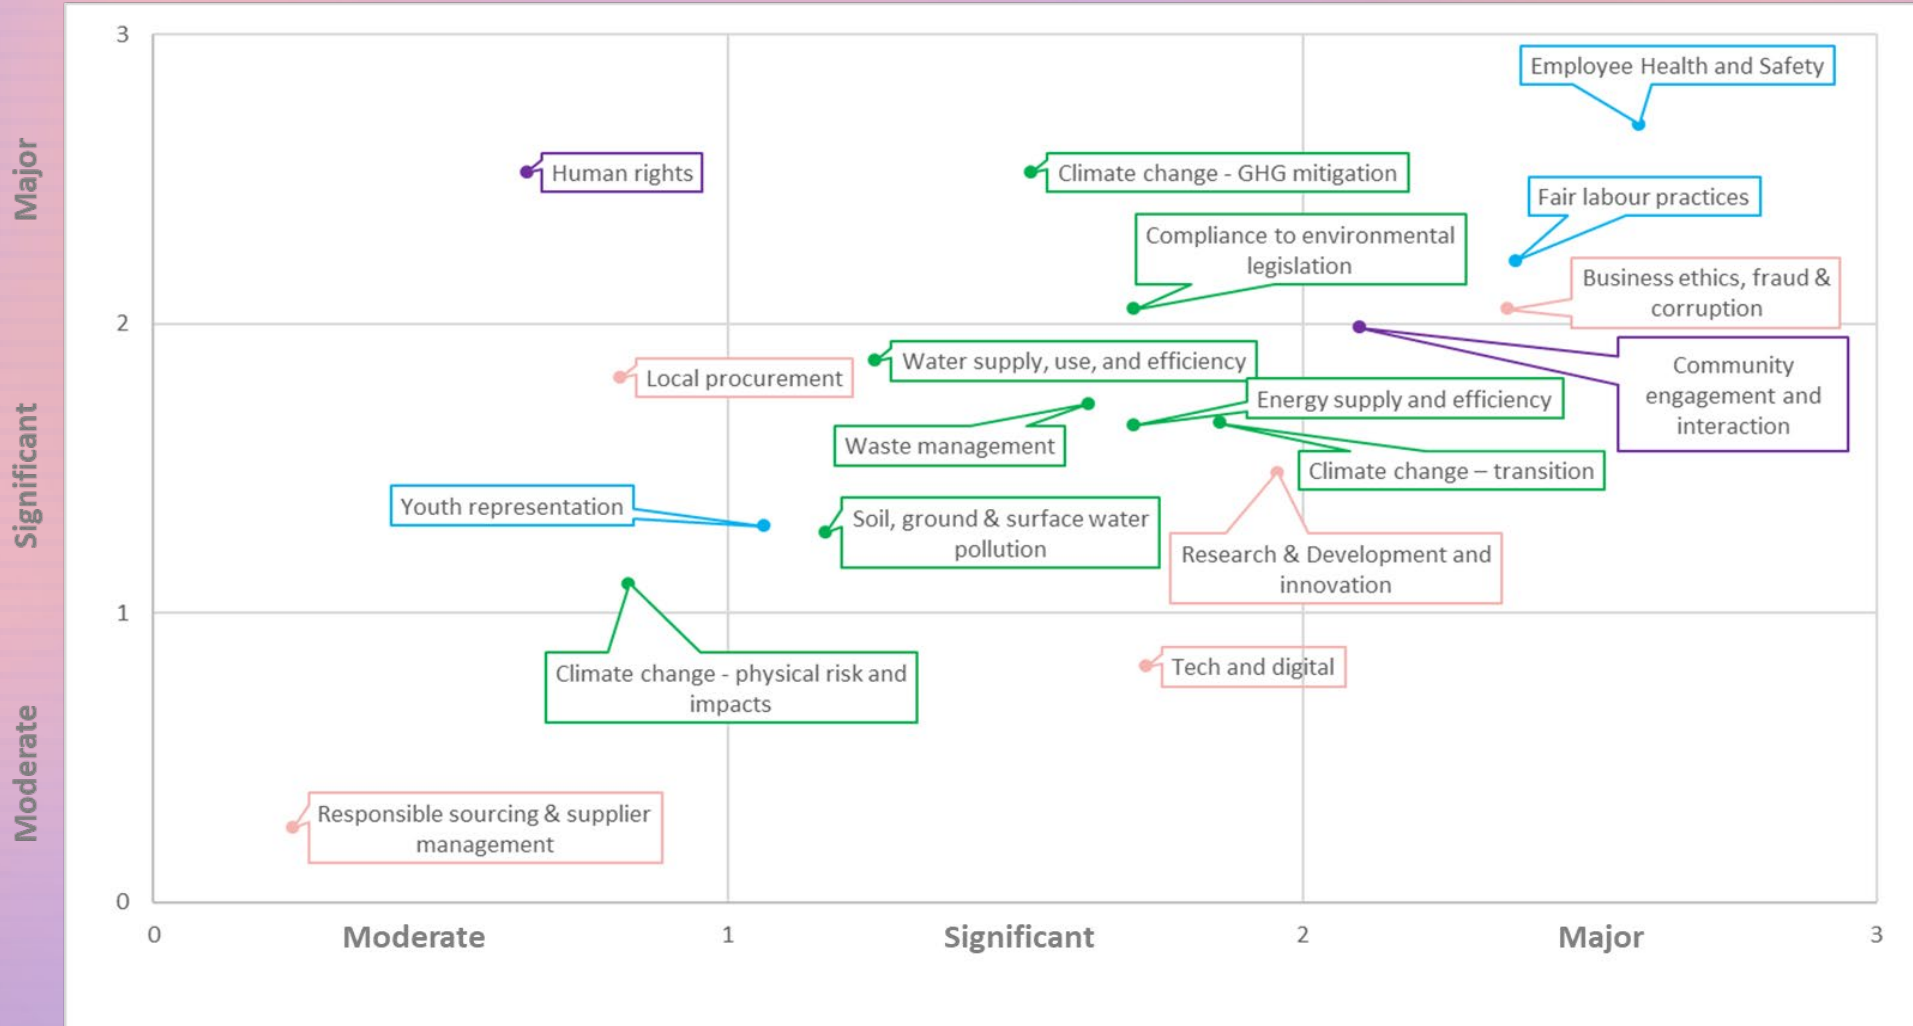 3
Employee Health and Safety
Major
Human rights
Climate change - GHG mitigation
Fair labour practices
Compliance to environmental
legislation
Business ethics, fraud &
corruption
2
Water supply, use, and efficiency
Local procurement
Community
engagement and
interaction
Energy supply and efficiency
Waste management
Climate change – transition
Significant
Youth representation
Soil, ground & surface water
pollution
Research & Development and
innovation
1
Climate change - physical risk and
impacts
Tech and digital
Moderate
Responsible sourcing & supplier
management
0
0
Moderate
1
Significant
2
Major
3